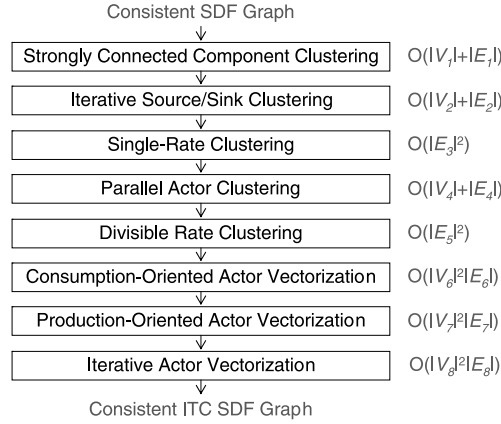 Consistent SDF Graph
Strongly Connected Component Clustering O(|V₁|+|E₁|)
Iterative Source/Sink Clustering O(|V₂|+|E₂|)
Single-Rate Clustering O(|E₃|²)
Parallel Actor Clustering O(|V₄|+|E₄|)
Divisible Rate Clustering O(|E₅|²)
Consumption-Oriented Actor Vectorization O(|V₆|²|E₆|)
Production-Oriented Actor Vectorization O(|V₇|²|E₇|)
Iterative Actor Vectorization O(|V₈|²|E₈|)
Consistent ITC SDF Graph